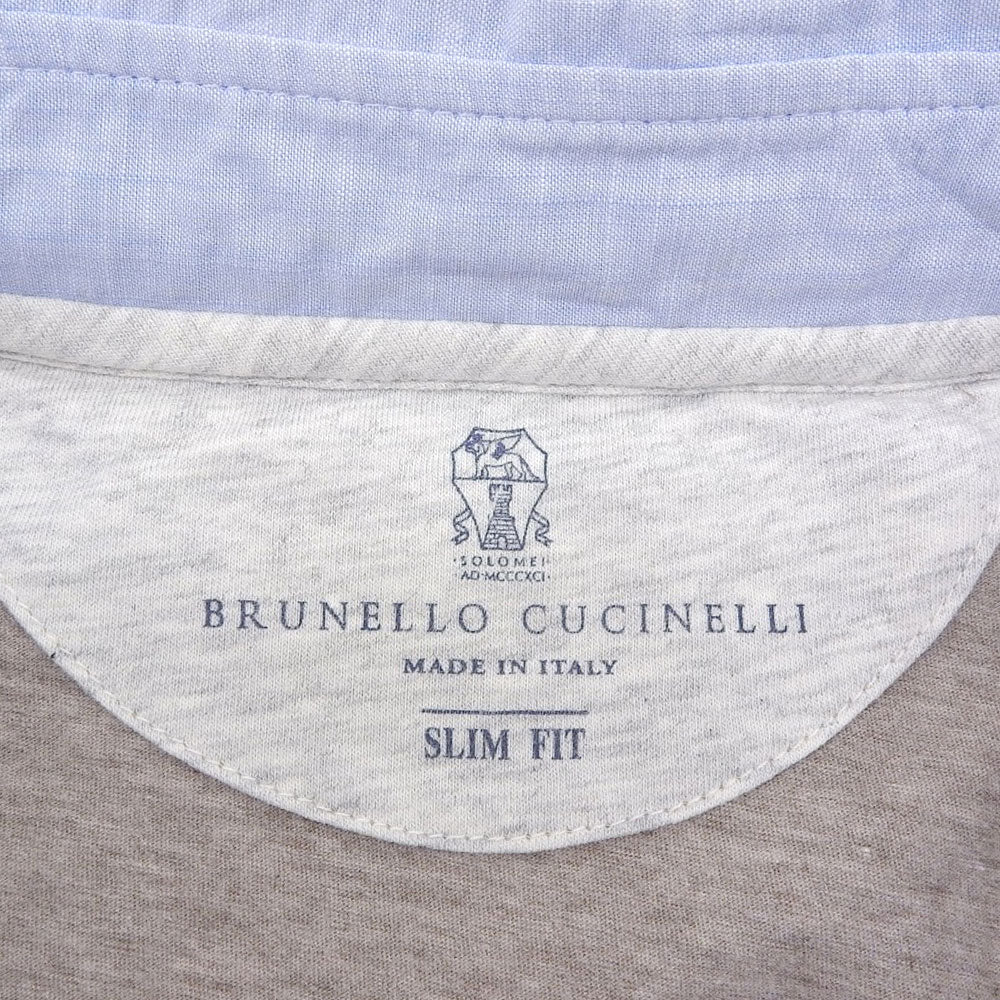 ·SOLOMEI·
AD·MCCCXCI·
BRUNELLO CUCINELLI
MADE IN ITALY
SLIM FIT